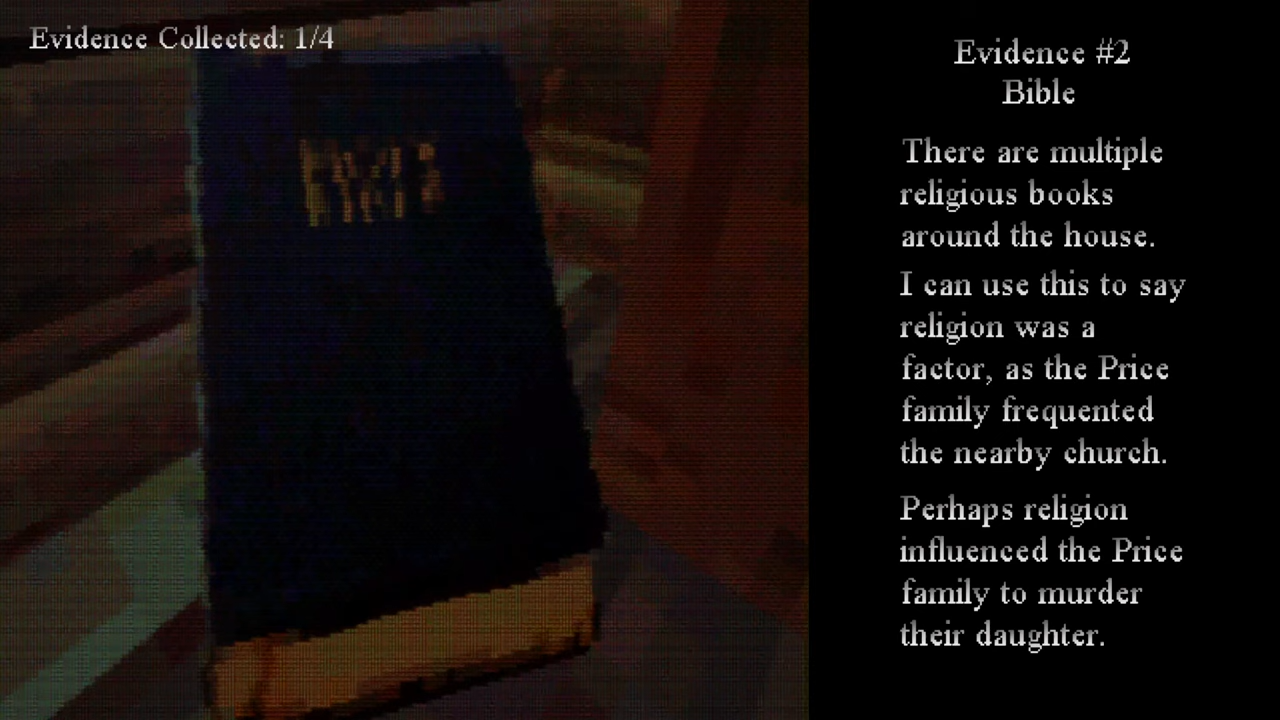 Evidence Collected: 1/4
Evidence #2
Bible
There are multiple
religious books
around the house.
I can use this to say
religion was a
factor, as the Price
family frequented
the nearby church.
Perhaps religion
influenced the Price
family to murder
their daughter.